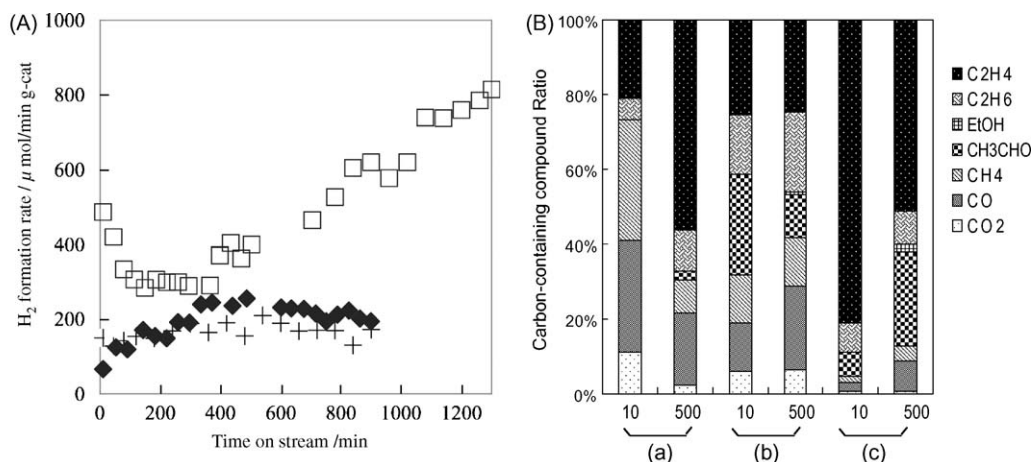 (A)
H2 formation rate / μ mol/min g-cat
1000
800
600
400
200
0
0 200 400 600 800 1000 1200
Time on stream /min
(B)
Carbon-containing compound Ratio
100%
80%
60%
40%
20%
0%
10 500 10 500 10 500
(a) (b) (c)
C2H4
C2H6
EtOH
CH3CHO
CH4
CO
CO2